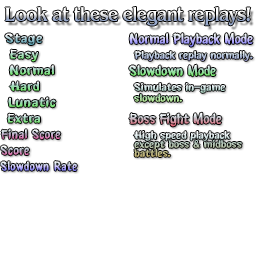 Look at these elegant replays!
Stage
Easy
Normal
Hard
Lunatic
Extra
Final Score
Score
Slowdown Rate
Normal Playback Mode
Playback replay normally.
Slowdown Mode
Simulates in-game
slowdown.
Boss Fight Mode
High speed playback
except boss & midboss
battles.